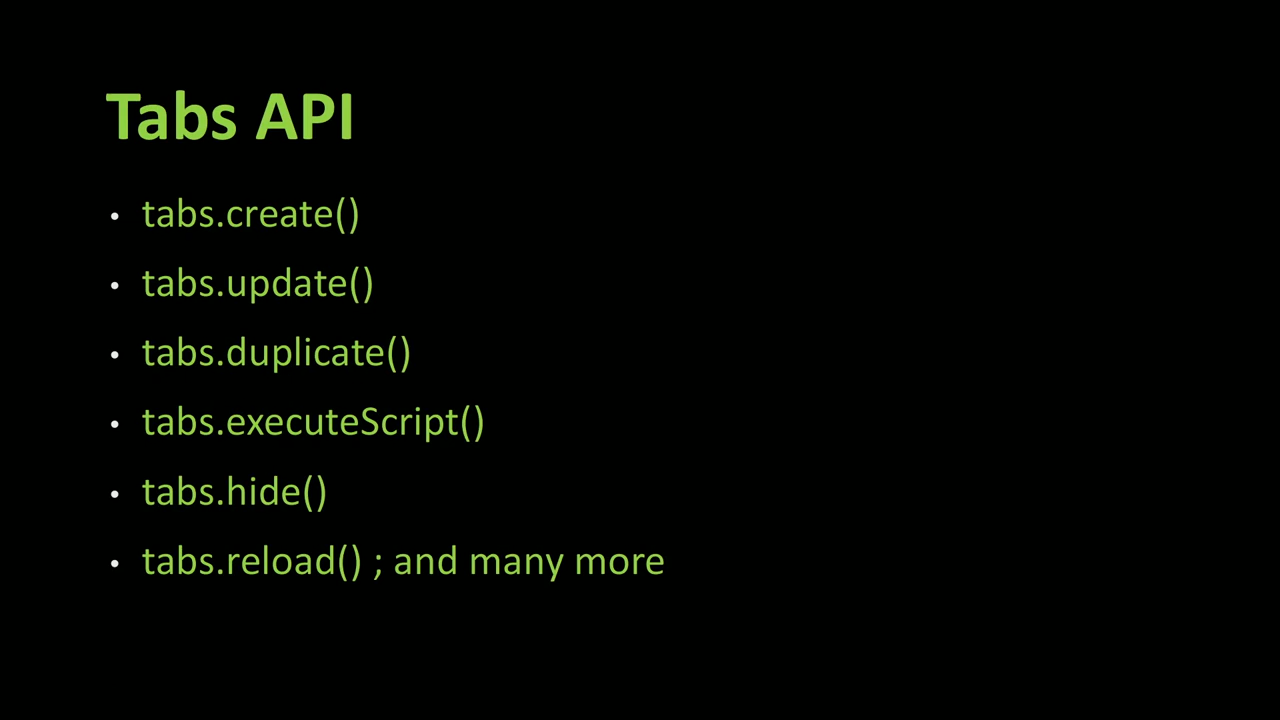 Tabs API
• tabs.create()
• tabs.update()
• tabs.duplicate()
• tabs.executeScript()
• tabs.hide()
• tabs.reload() ; and many more